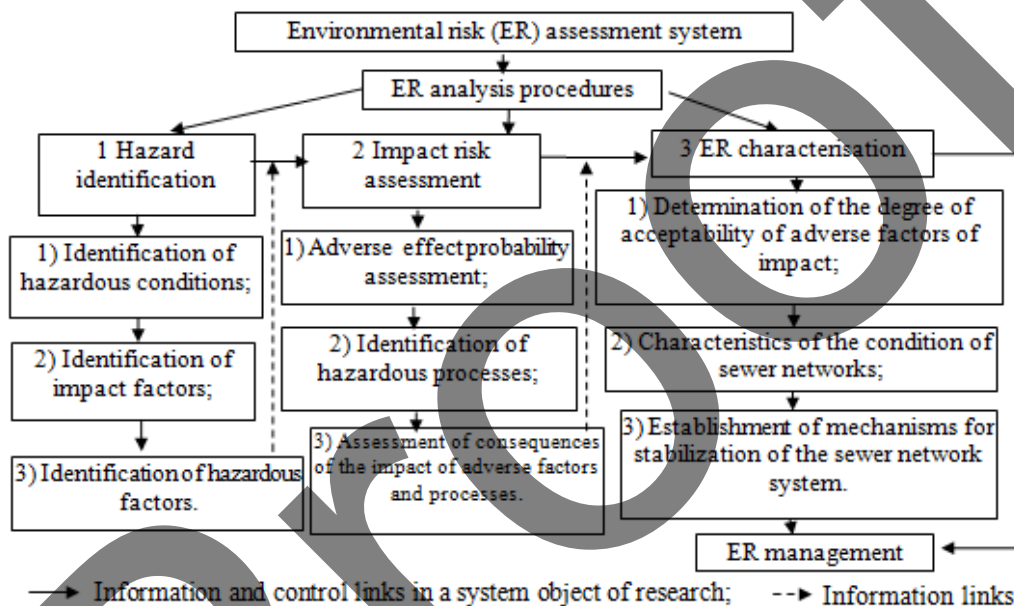 Environmental risk (ER) assessment system
ER analysis procedures
1 Hazard
identification
2 Impact risk
assessment
3 ER characterisation
1) Identification of
hazardous conditions;
2) Identification of
impact factors;
3) Identification of hazardous
factors.
1) Adverse effect probability
assessment;
2) Identification of
hazardous processes;
3) Assessment of consequences
of the impact of adverse factors
and processes.
1) Determination of the degree of
acceptability of adverse factors of
impact;
2) Characteristics of the condition of
sewer networks;
3) Establishment of mechanisms for
stabilization of the sewer network
system.
ER management
Information and control links in a system object of research;
Information links